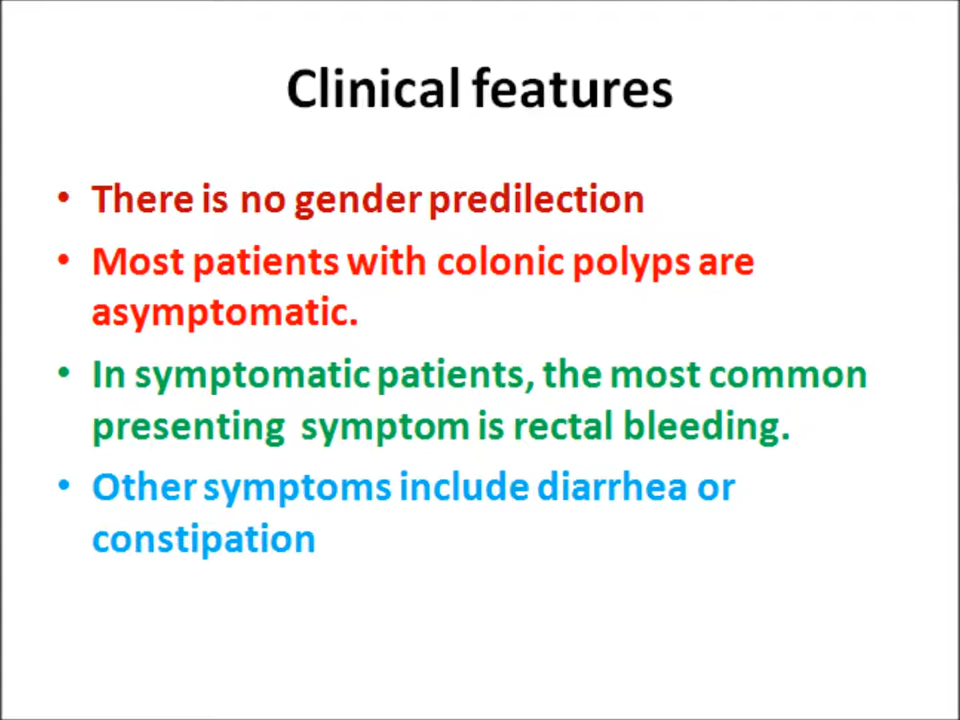 Clinical features
• There is no gender predilection
• Most patients with colonic polyps are
asymptomatic.
• In symptomatic patients, the most common
presenting symptom is rectal bleeding.
• Other symptoms include diarrhea or
constipation